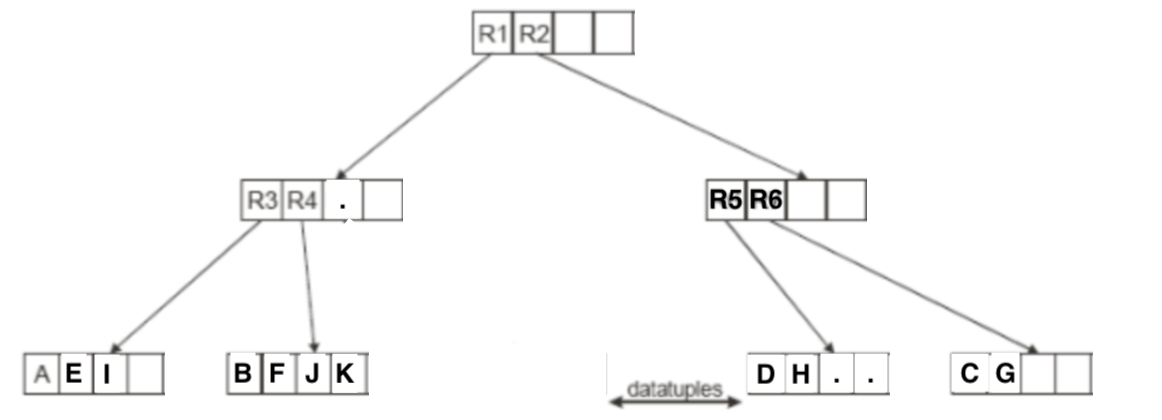 R1 R2
R3 R4 .
R5 R6
A E I
B F J K
D H . .
C G
datatuples